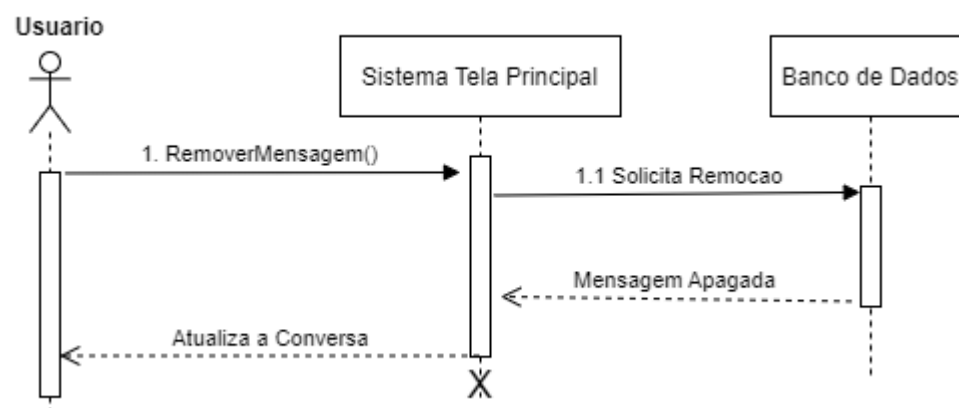 Usuario
Sistema Tela Principal
Banco de Dados
1. RemoverMensagem()
1.1 Solicita Remocao
Mensagem Apagada
Atualiza a Conversa
X